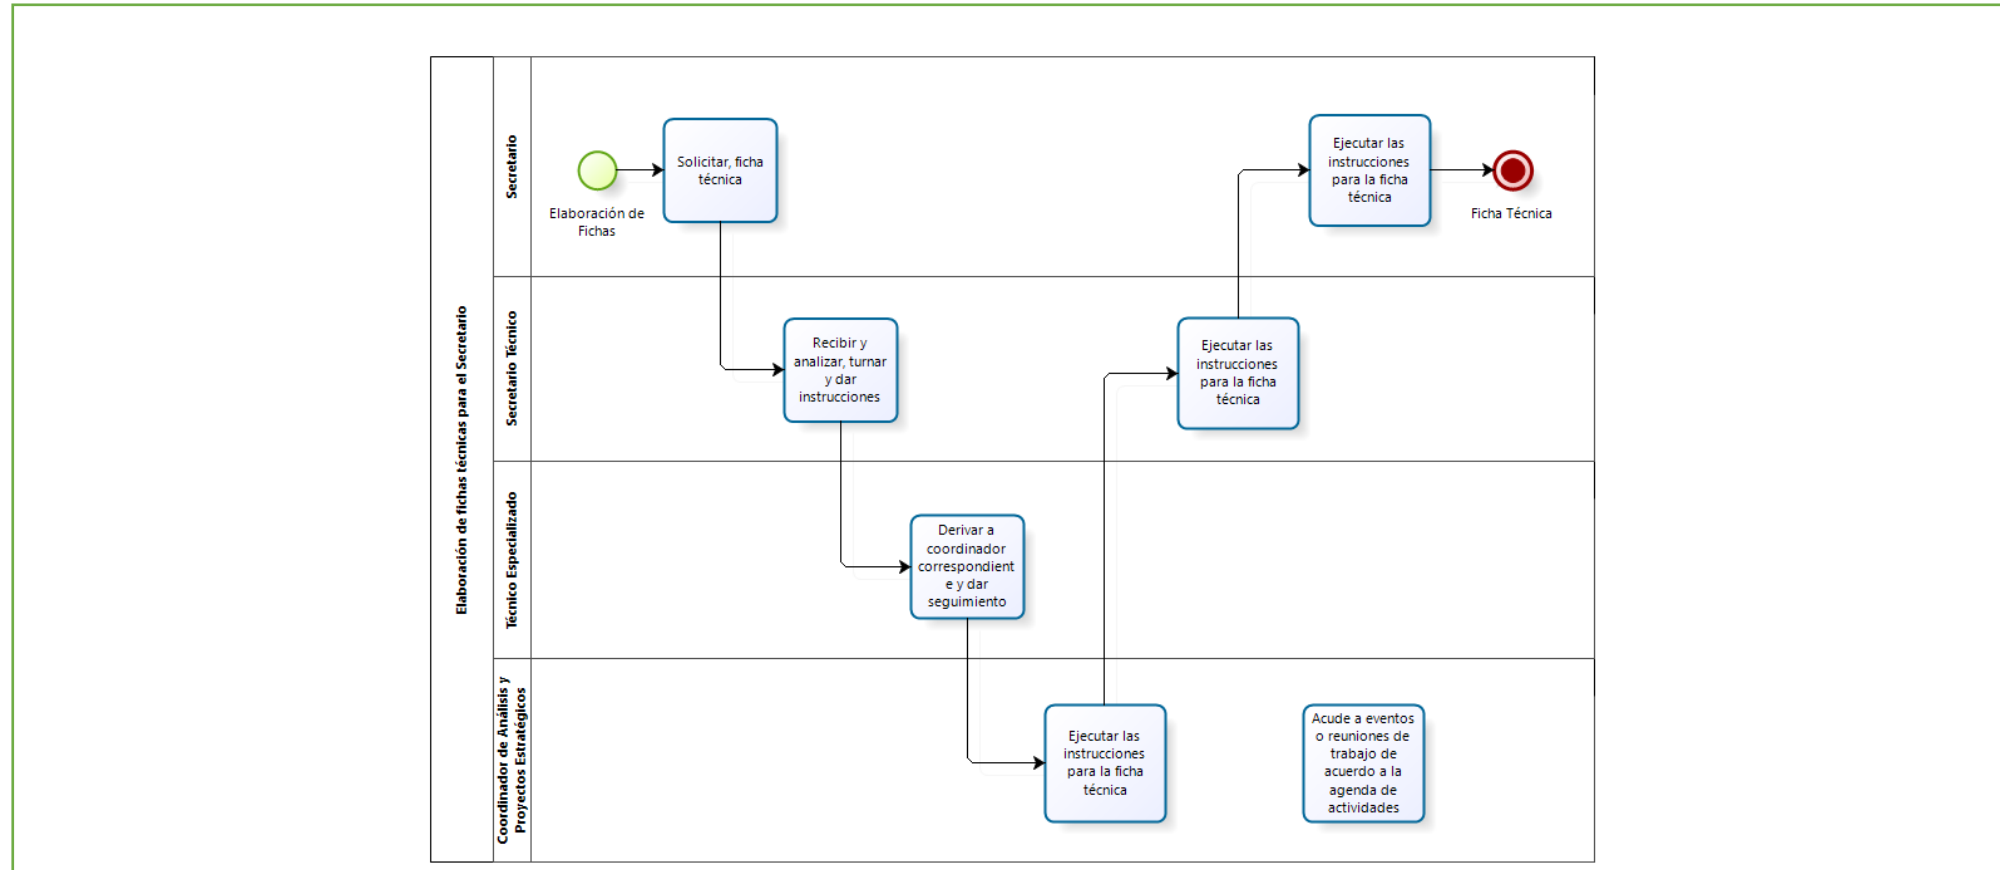 Elaboración de fichas técnicas para el Secretario
Secretario
Elaboración de
Fichas
Solicitar, ficha
técnica
Ejecutar las
instrucciones
para la ficha
técnica
Ficha Técnica
Secretario Técnico
Recibir y
analizar, turnar
y dar
instrucciones
Ejecutar las
instrucciones
para la ficha
técnica
Técnico Especializado
Derivar a
coordinador
correspondient
e y dar
seguimiento
Coordinador de Análisis y
Proyectos Estratégicos
Ejecutar las
instrucciones
para la ficha
técnica
Acude a eventos
o reuniones de
trabajo de
acuerdo a la
agenda de
actividades